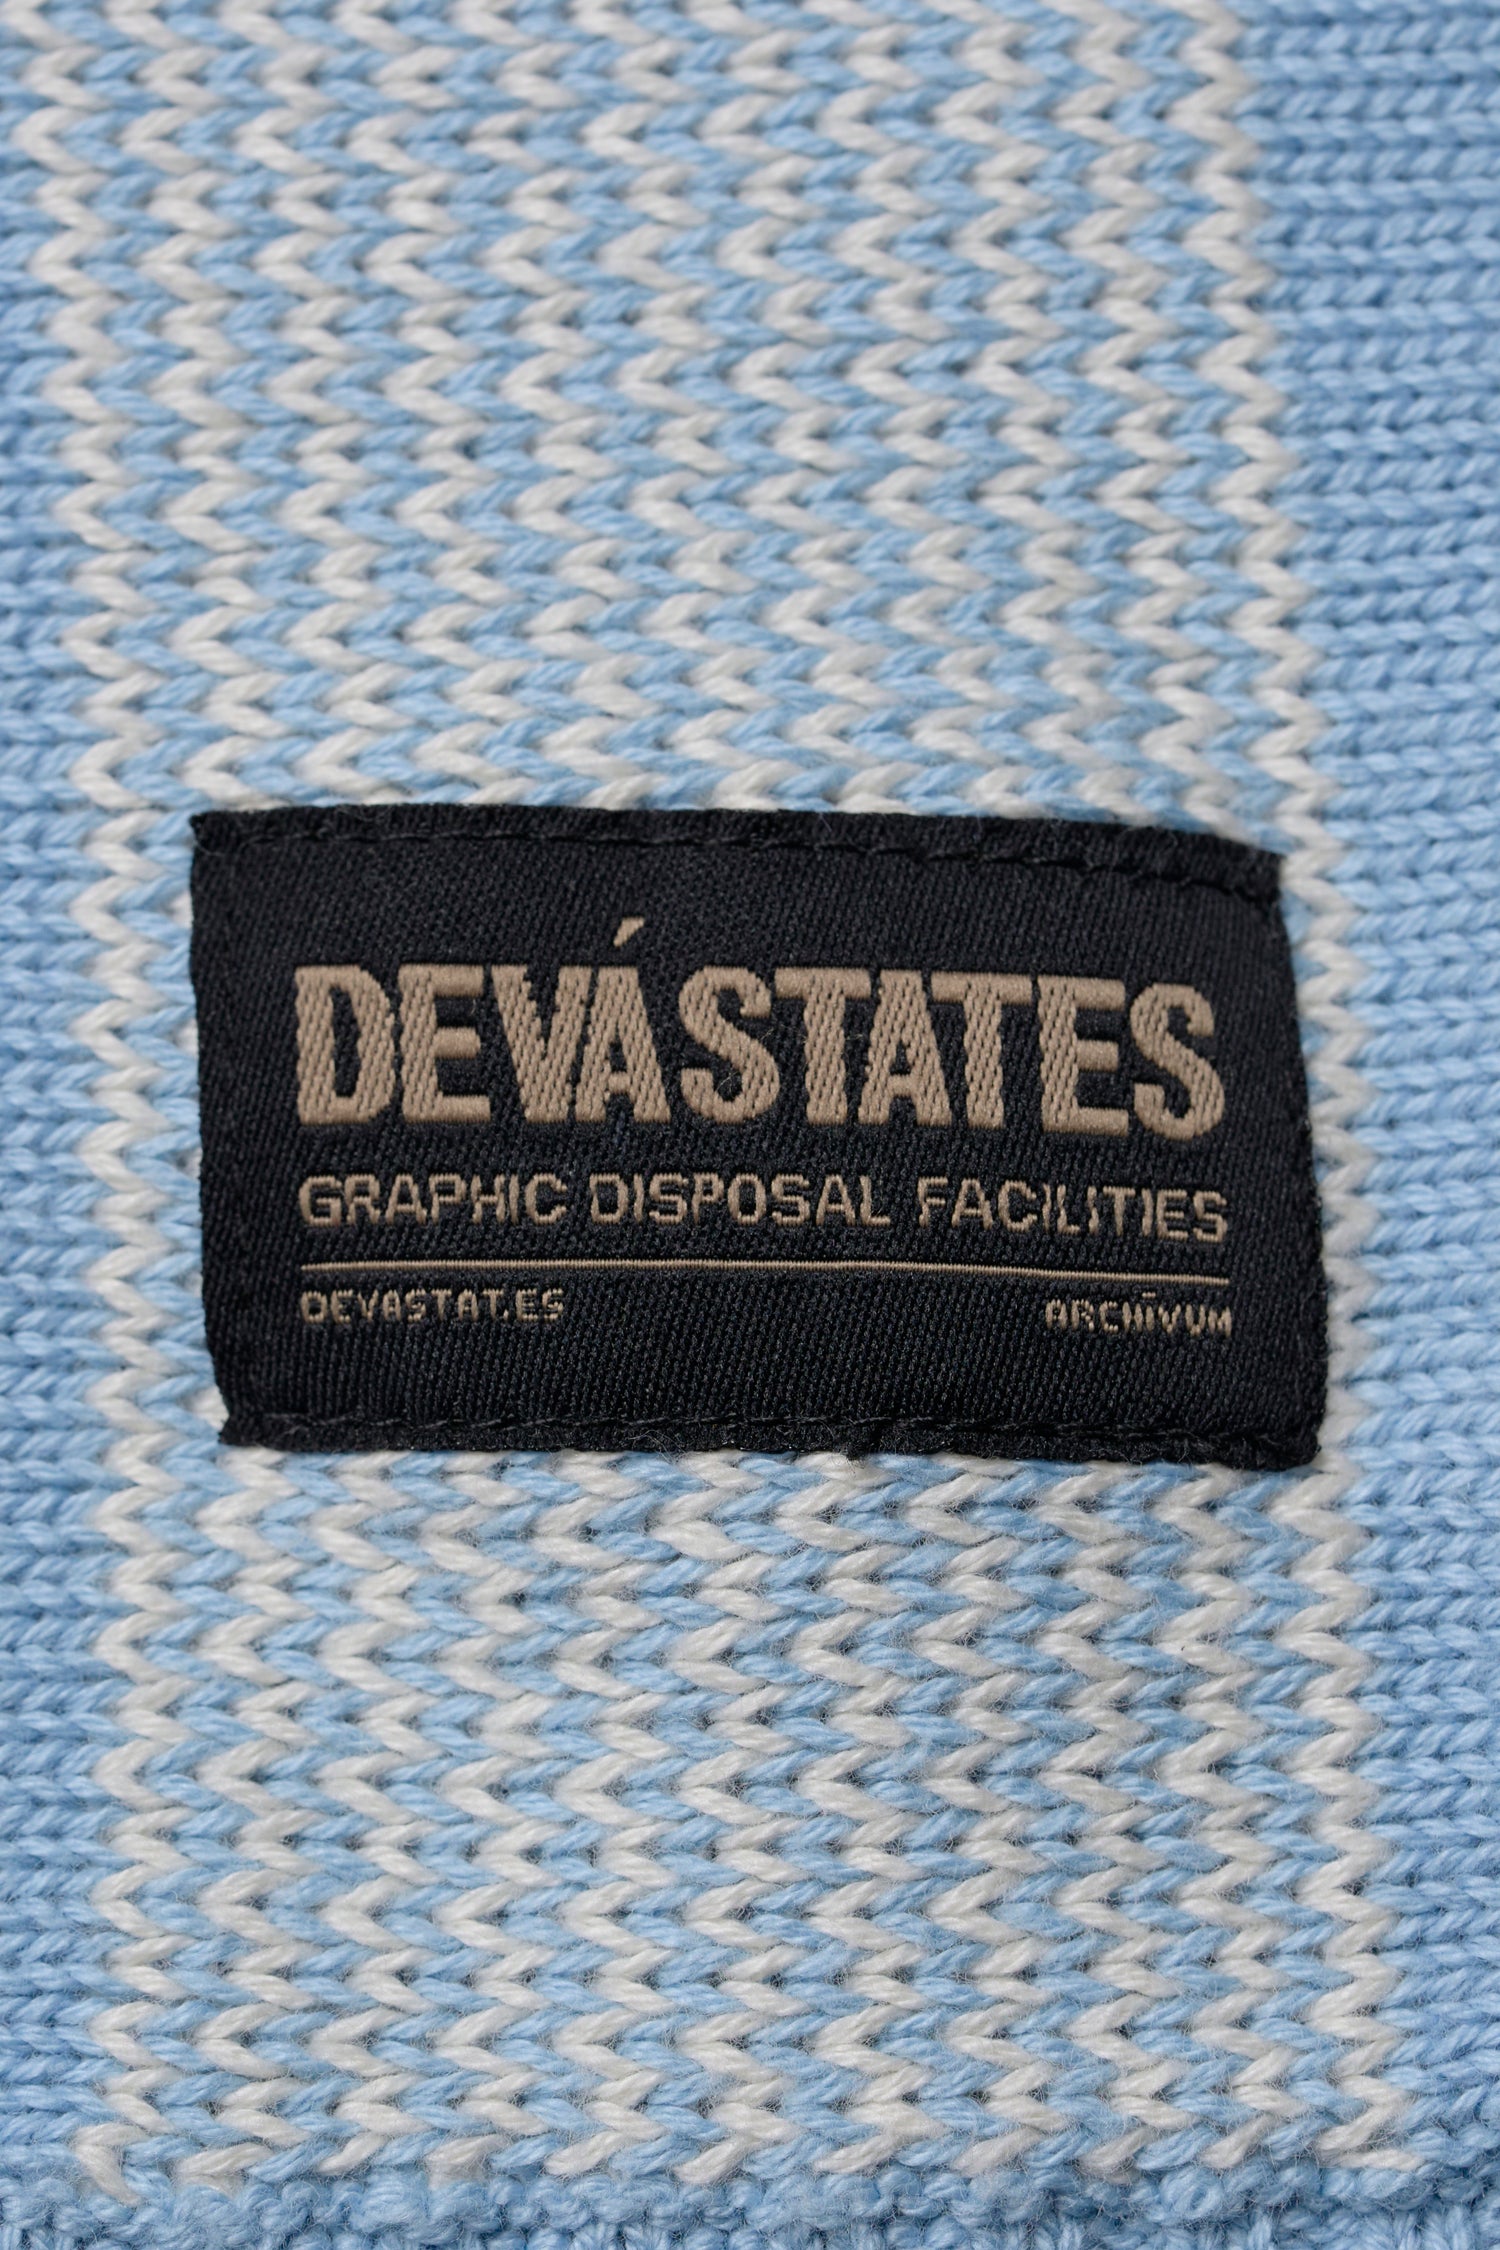 DEVÁSTATES
GRAPHIC DISPOSAL FACILITIES
DEVASTAT.ES
ARCHĪVUM